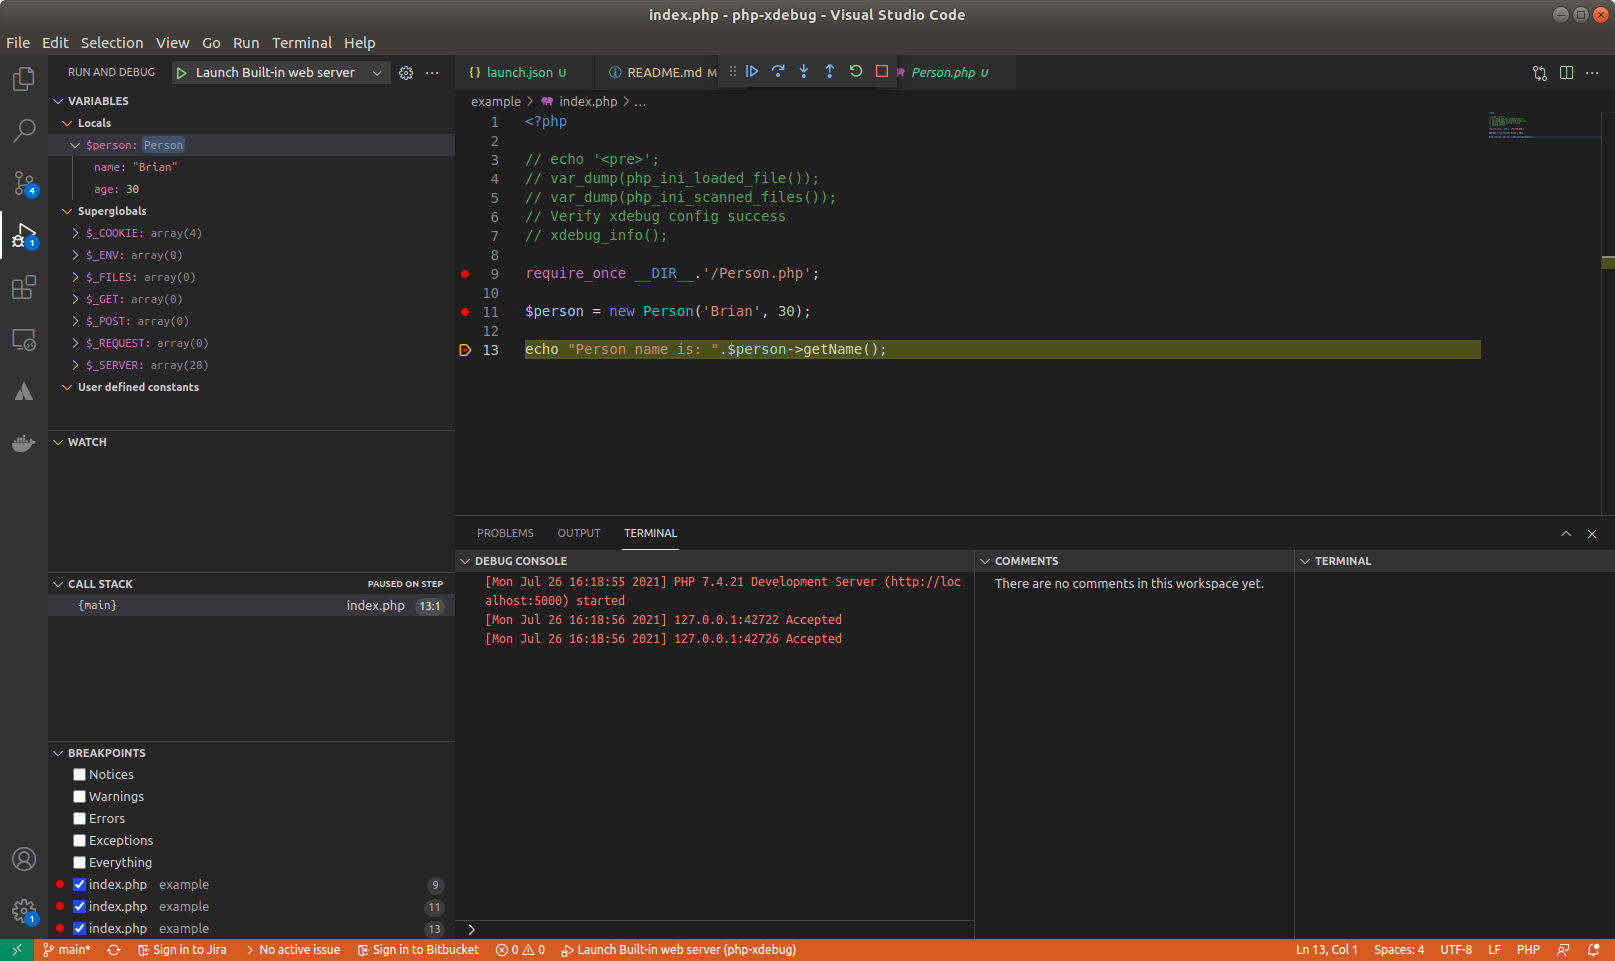 index.php - php-xdebug - Visual Studio Code
File Edit Selection View Go Run Terminal Help
RUN AND DEBUG Launch Built-in web server
{} launch.json U
README.md M
Person.php U
VARIABLES
Locals
$person: Person
name: "Brian"
age: 30
Superglobals
$_COOKIE: array(4)
$_ENV: array(0)
$_FILES: array(0)
$_GET: array(0)
$_POST: array(0)
$_REQUEST: array(0)
$_SERVER: array(28)
User defined constants
WATCH
CALL STACK PAUSED ON STEP
{main} index.php 13:1
BREAKPOINTS
Notices
Warnings
Errors
Exceptions
Everything
index.php example 9
index.php example 11
index.php example 13
4
1
1
example > index.php > ...
1 <?php
2
3 // echo '<pre>';
4 // var_dump(php_ini_loaded_file());
5 // var_dump(php_ini_scanned_files());
6 // Verify xdebug config success
7 // xdebug_info();
8
9 require_once __DIR__.'/Person.php';
10
11 $person = new Person('Brian', 30);
12
13 echo "Person name is: ".$person->getName();
PROBLEMS OUTPUT TERMINAL
DEBUG CONSOLE
[Mon Jul 26 16:18:55 2021] PHP 7.4.21 Development Server (http://loc
alhost:5000) started
[Mon Jul 26 16:18:56 2021] 127.0.0.1:42722 Accepted
[Mon Jul 26 16:18:56 2021] 127.0.0.1:42726 Accepted
>
COMMENTS
There are no comments in this workspace yet.
TERMINAL
main* Sign in to Jira > No active issue Sign in to Bitbucket 0 0 Launch Built-in web server (php-xdebug) Ln 13, Col 1 Spaces: 4 UTF-8 LF PHP